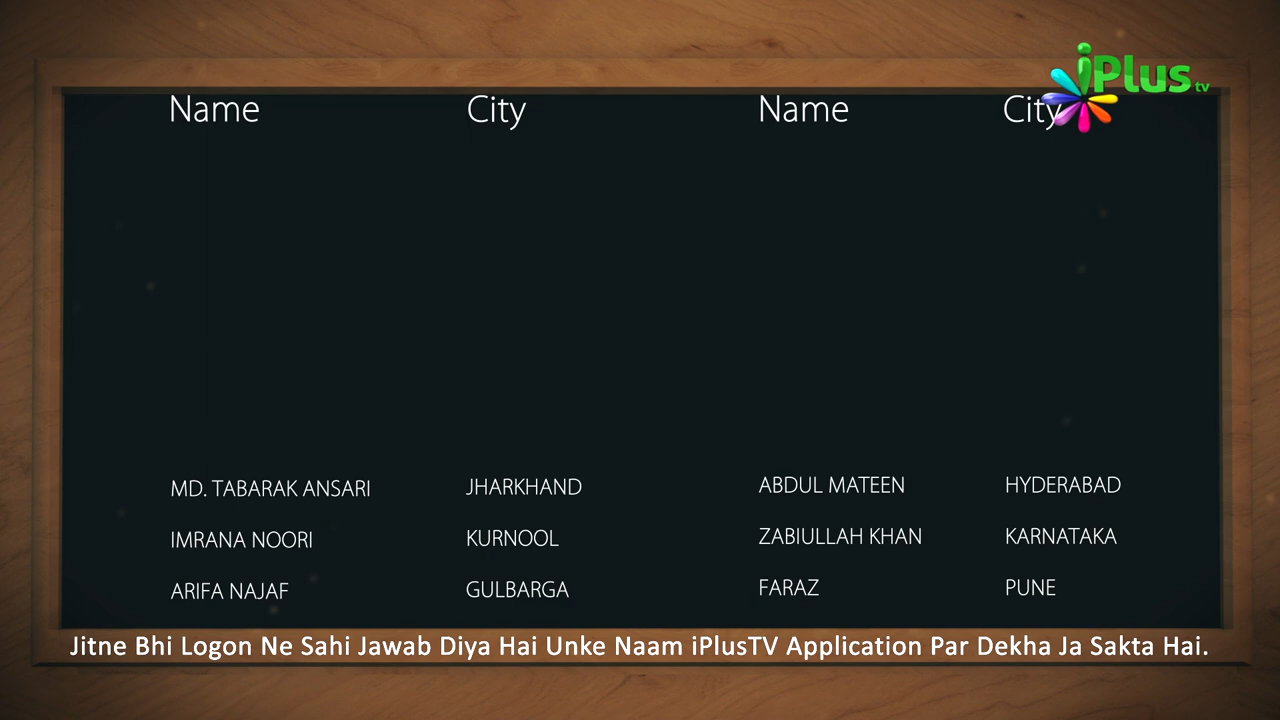 iPlus tv
Name City Name City
MD. TABARAK ANSARI JHARKHAND ABDUL MATEEN HYDERABAD
IMRANA NOORI KURNOOL ZABIULLAH KHAN KARNATAKA
ARIFA NAJAF GULBARGA FARAZ PUNE
Jitne Bhi Logon Ne Sahi Jawab Diya Hai Unke Naam iPlusTV Application Par Dekha Ja Sakta Hai.